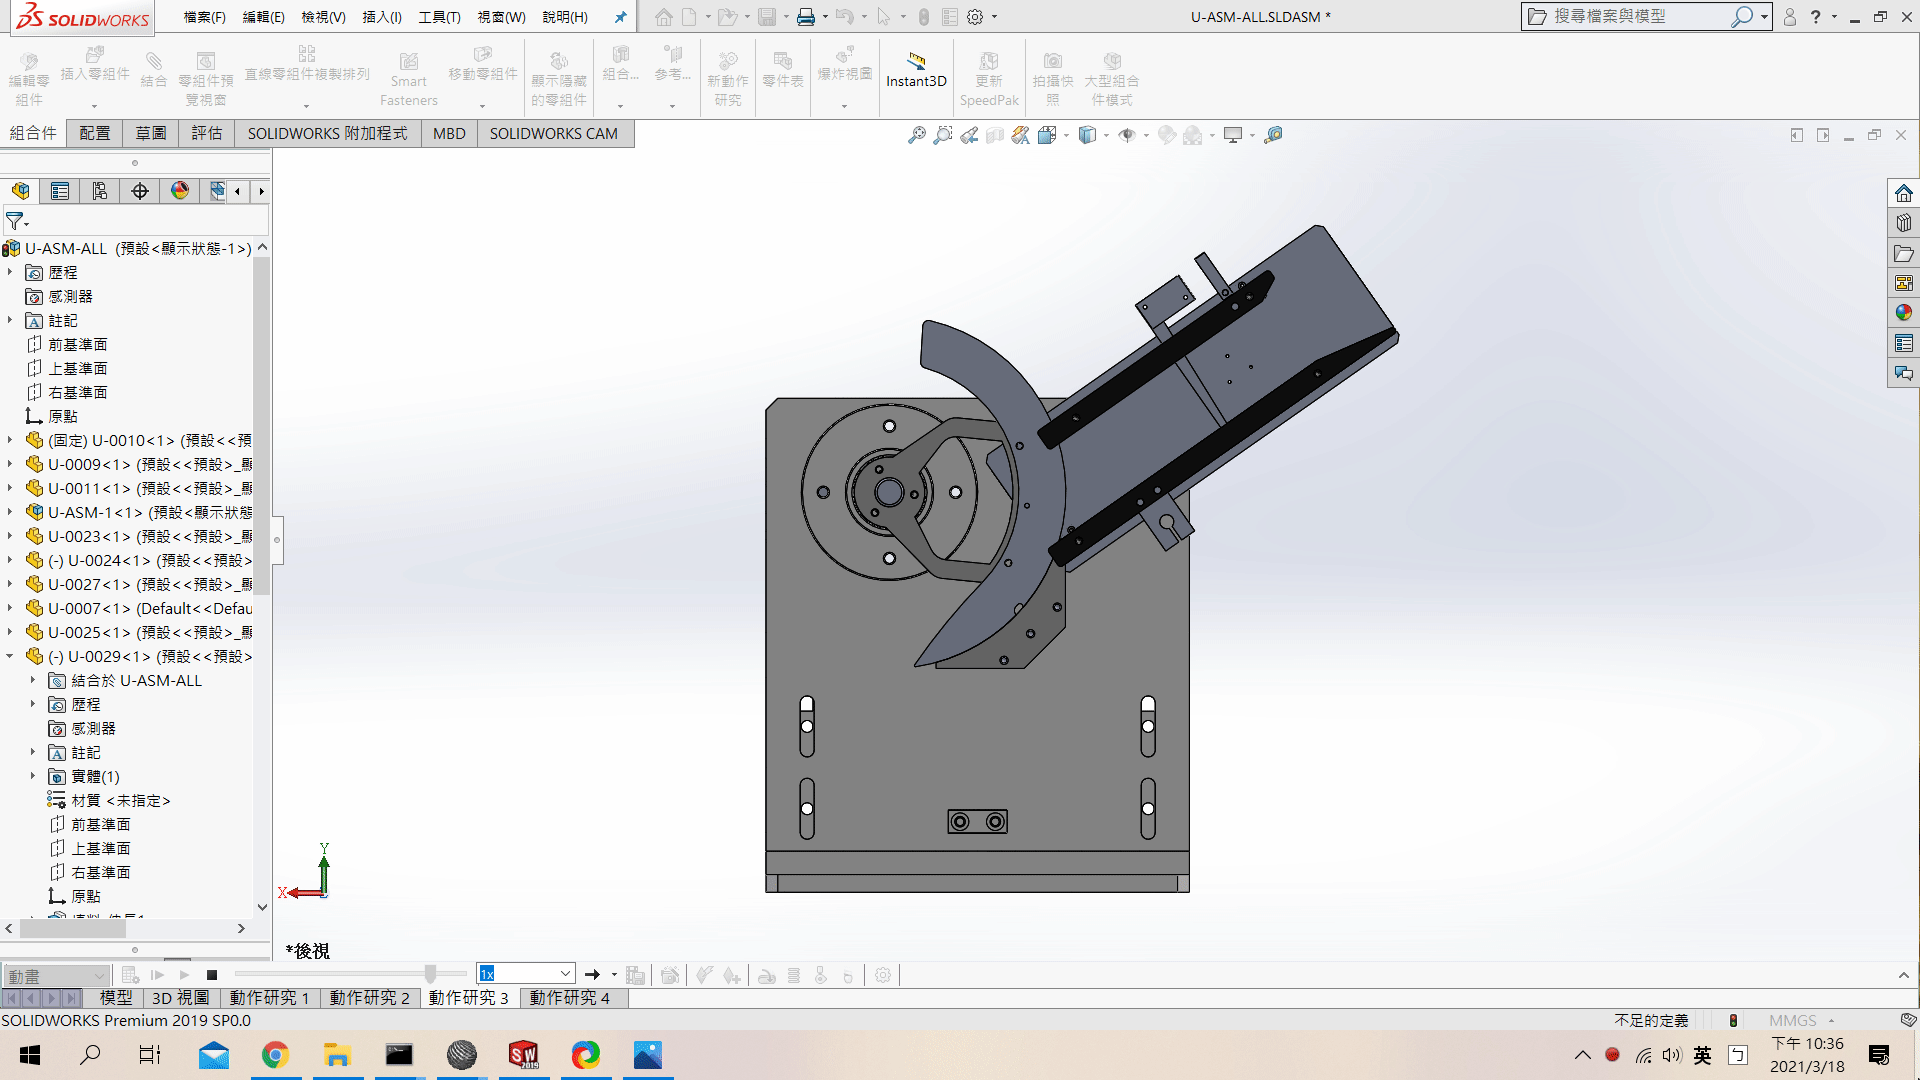 SOLIDWORKS 檔案(F) 編輯(E) 檢視(V) 插入(I) 工具(T) 視窗(W) 說明(H) U-ASM-ALL.SLDASM * 搜尋檔案與模型 ?
編輯零組件 插入零組件 結合 零組件預覽視窗 直線零組件複製排列 Smart Fasteners 移動零組件 顯示隱藏的零組件 組合... 參考... 新動作研究 零件表 爆炸視圖 Instant3D 更新 SpeedPak 拍攝快照 大型組合件模式
組合件 配置 草圖 評估 SOLIDWORKS 附加程式 MBD SOLIDWORKS CAM
U-ASM-ALL (預設<顯示狀態-1>)
歷程
感測器
註記
前基準面
上基準面
右基準面
原點
(固定) U-0010<1> (預設<<預
U-0009<1> (預設<<預設>_顯
U-0011<1> (預設<<預設>_顯
U-ASM-1<1> (預設<顯示狀態
U-0023<1> (預設<<預設>_顯
(-) U-0024<1> (預設<<預設>
U-0027<1> (預設<<預設>_顯
U-0007<1> (Default<<Defau
U-0025<1> (預設<<預設>_顯
(-) U-0029<1> (預設<<預設>
結合於 U-ASM-ALL
歷程
感測器
註記
實體(1)
材質 <未指定>
前基準面
上基準面
右基準面
原點
Y
X
*後視
動畫 1x
模型 3D 視圖 動作研究 1 動作研究 2 動作研究 3 動作研究 4
SOLIDWORKS Premium 2019 SP0.0 不足的定義 MMGS
SW 2019 英 ㄅ 下午 10:36
2021/3/18